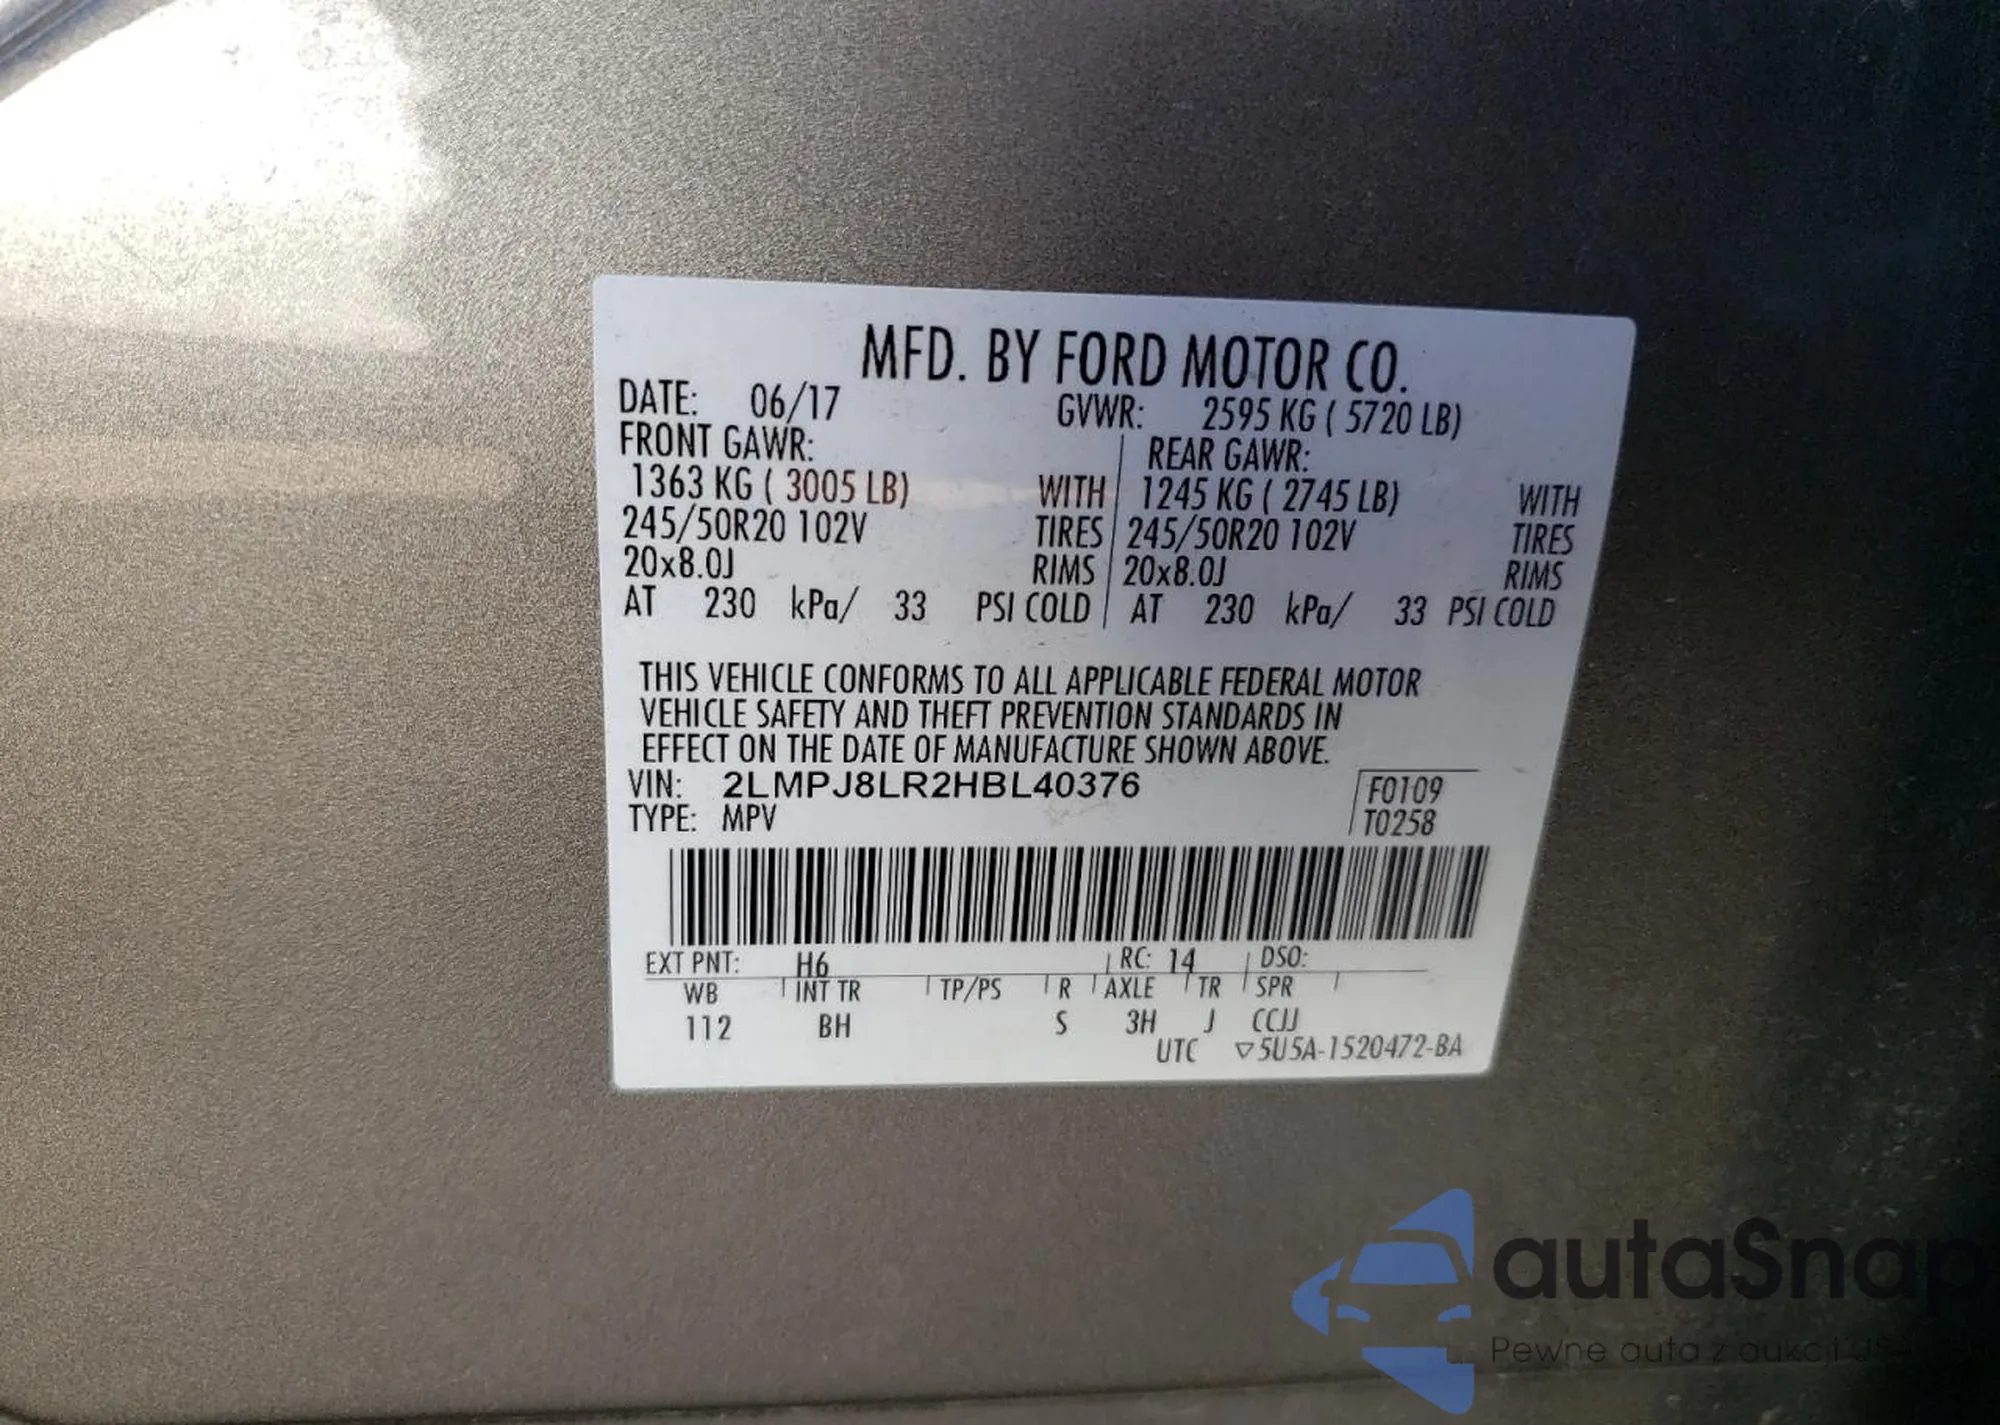 MFD. BY FORD MOTOR CO.
DATE: 06/17 GVWR: 2595 KG ( 5720 LB)
FRONT GAWR: REAR GAWR:
1363 KG ( 3005 LB) WITH 1245 KG ( 2745 LB) WITH
245/50R20 102V TIRES 245/50R20 102V TIRES
20x8.0J RIMS 20x8.0J RIMS
AT 230 kPa/ 33 PSI COLD AT 230 kPa/ 33 PSI COLD
THIS VEHICLE CONFORMS TO ALL APPLICABLE FEDERAL MOTOR
VEHICLE SAFETY AND THEFT PREVENTION STANDARDS IN
EFFECT ON THE DATE OF MANUFACTURE SHOWN ABOVE.
VIN: 2LMPJ8LR2HBL40376 F0109
TYPE: MPV T0258
EXT PNT: H6 RC: 14 DSO:
WB INT TR TP/PS R AXLE TR SPR
112 BH S 3H J CCJJ
UTC ▽5U5A-1520472-BA
autaSnap
Pewne auta z aukcji